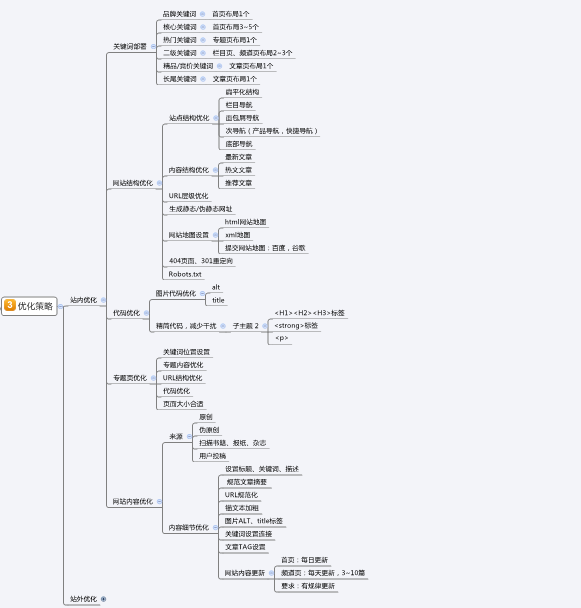 3 优化策略
站内优化
关键词部署
品牌关键词 首页布局1个
核心关键词 首页布局3~5个
热门关键词 专题页布局1个
二级关键词 栏目页、频道页布局2~3个
精品/竞价关键词 文章页布局1个
长尾关键词 文章页布局1个
网站结构优化
站点结构优化
扁平化结构
栏目导航
面包屑导航
次导航（产品导航，快捷导航）
底部导航
内容结构优化
最新文章
热文文章
推荐文章
URL层级优化
生成静态/伪静态网址
网站地图设置
html网站地图
xml地图
提交网站地图：百度，谷歌
404页面、301重定向
Robots.txt
代码优化
图片代码优化
alt
title
精简代码，减少干扰 子主题 2
<H1><H2><H3>标签
<strong>标签
<p>
专题页优化
关键词位置设置
专题内容优化
URL结构优化
代码优化
页面大小合适
网站内容优化
来源
原创
伪原创
扫描书籍、报纸、杂志
用户投稿
内容细节优化
设置标题、关键词、描述
规范文章摘要
URL规范化
锚文本加粗
图片ALT、title标签
关键词设置连接
文章TAG设置
网站内容更新
首页：每日更新
频道页：每天更新，3~10篇
要求：有规律更新
站外优化